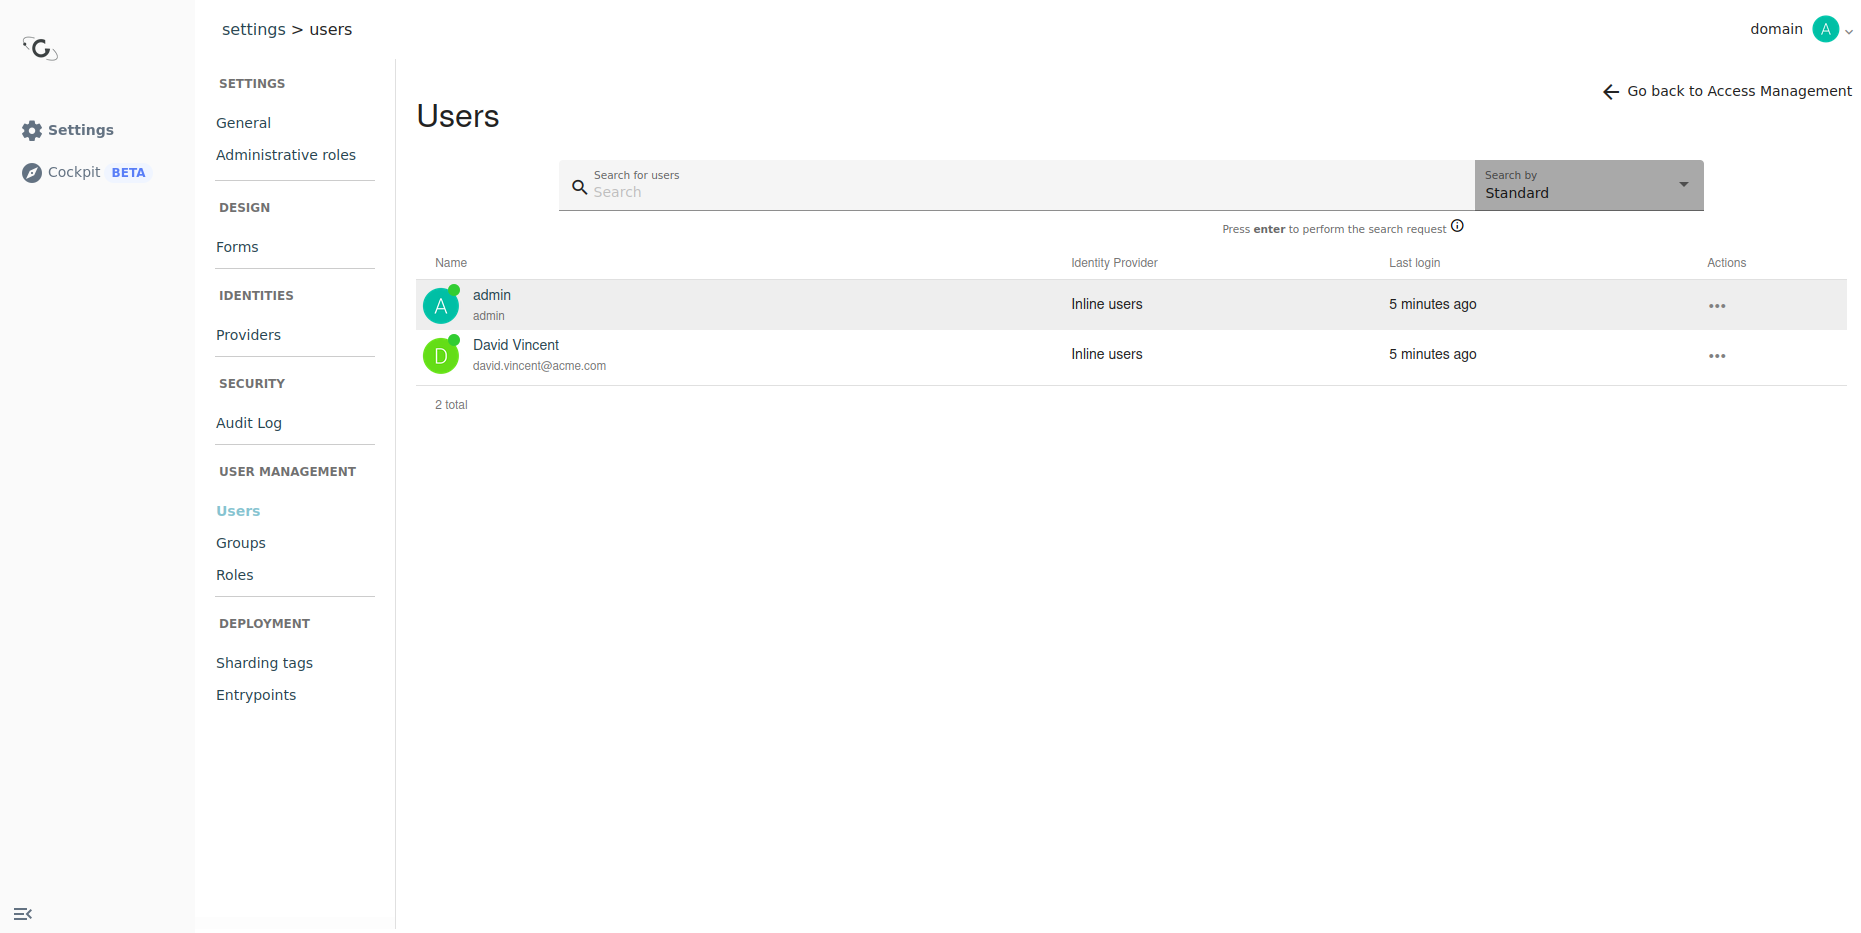 settings > users
domain
A
Settings
Cockpit BETA
SETTINGS
General
Administrative roles
DESIGN
Forms
IDENTITIES
Providers
SECURITY
Audit Log
USER MANAGEMENT
Users
Groups
Roles
DEPLOYMENT
Sharding tags
Entrypoints
Go back to Access Management
Users
Search for users
Search
Search by
Standard
Press enter to perform the search request
Name Identity Provider Last login Actions
A
admin
admin
Inline users 5 minutes ago
D
David Vincent
david.vincent@acme.com
Inline users 5 minutes ago
2 total